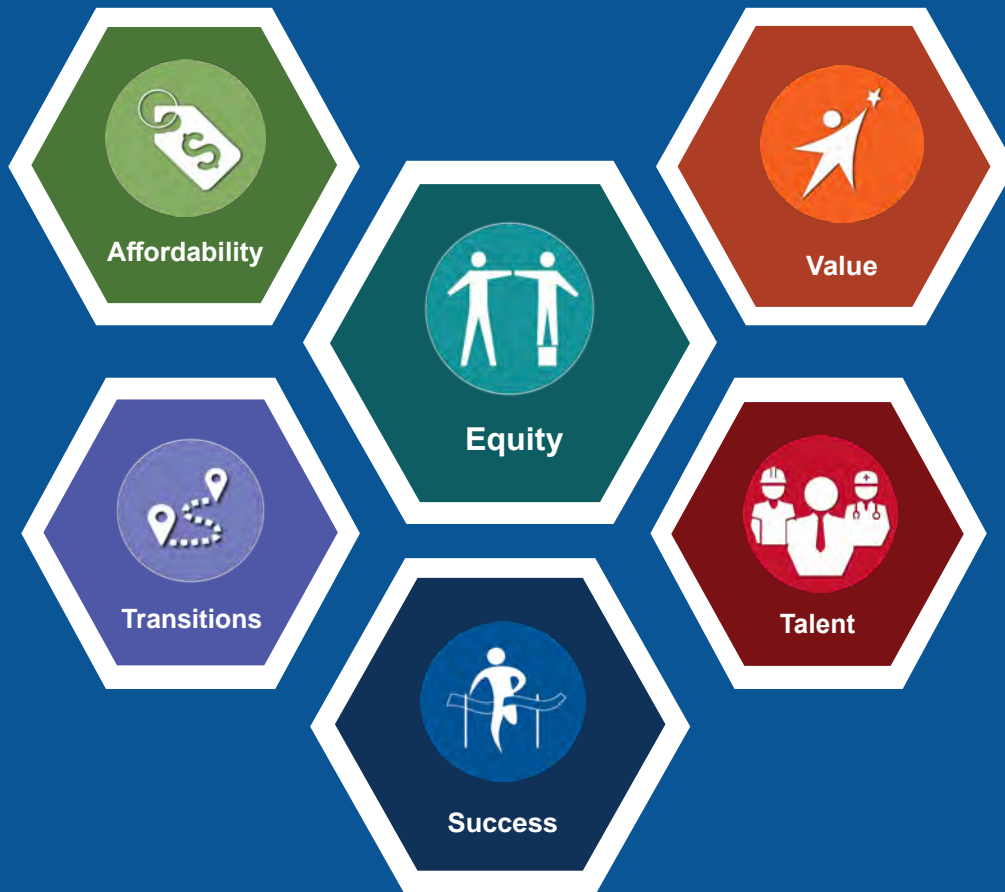 Affordability
Value
Equity
Transitions
Talent
Success